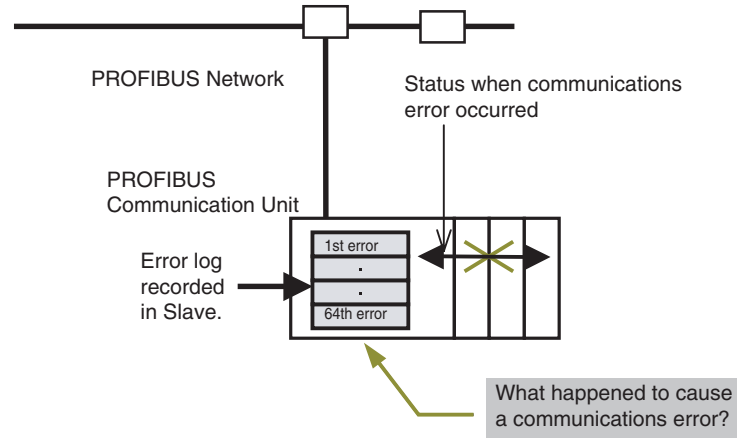 PROFIBUS Network
Status when communications
error occurred
PROFIBUS
Communication Unit
1st error
.
.
64th error
Error log
recorded
in Slave.
What happened to cause
a communications error?